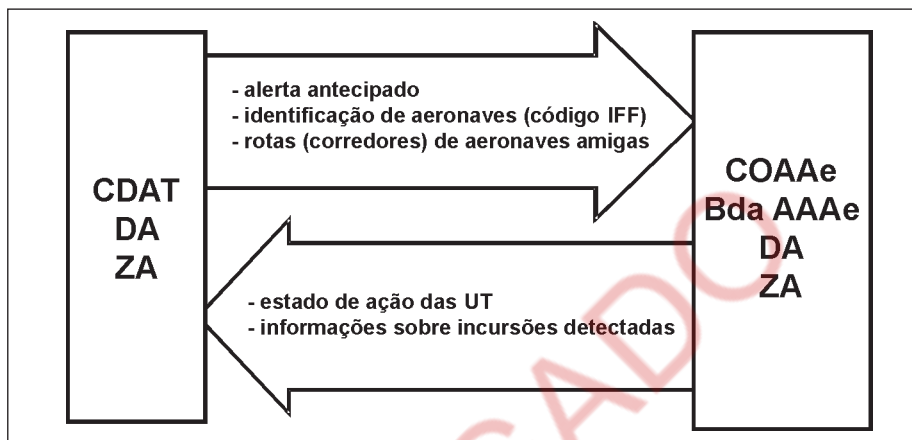 - alerta antecipado
- identificação de aeronaves (código IFF)
- rotas (corredores) de aeronaves amigas
CDAT
DA
ZA
COAAe
Bda AAAe
DA
ZA
- estado de ação das UT
- informações sobre incursões detectadas
CADO